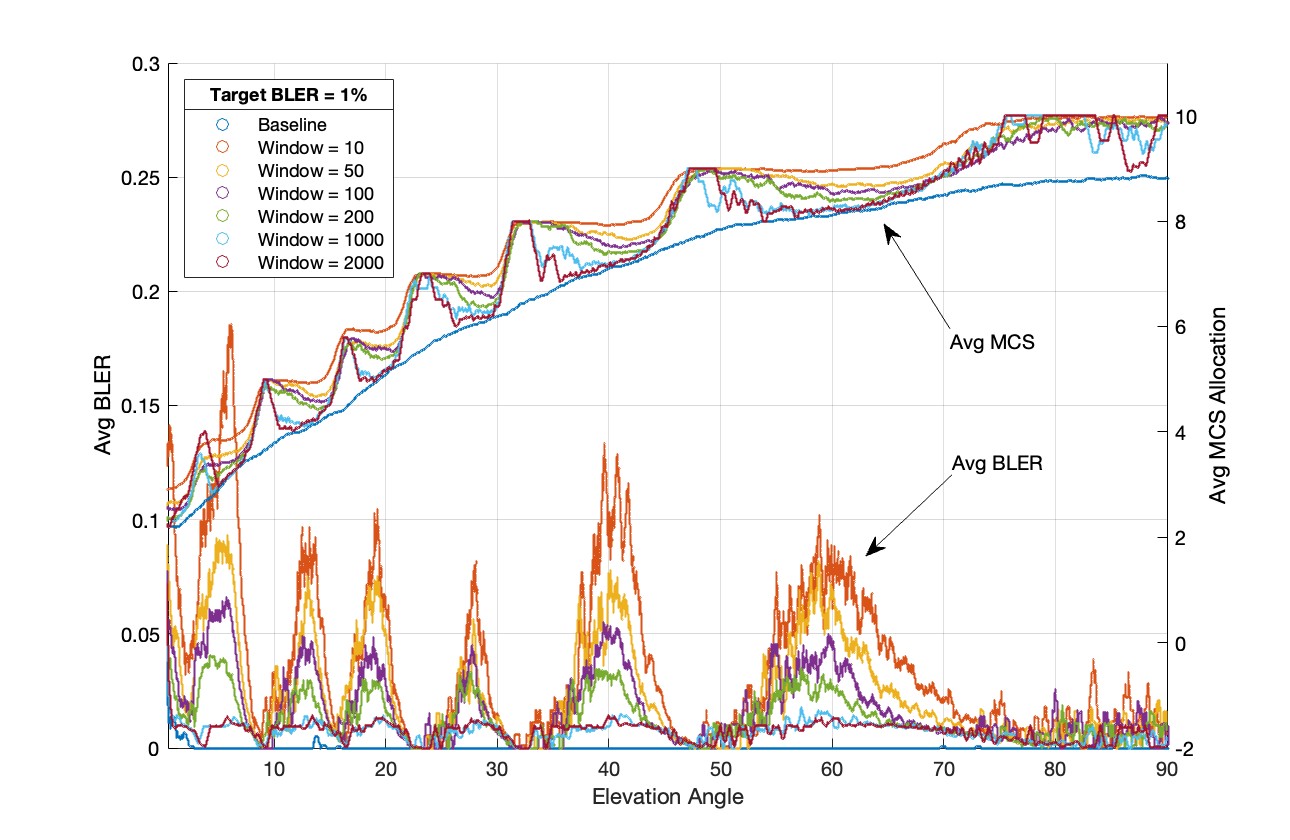 Target BLER = 1%
Baseline
Window = 10
Window = 50
Window = 100
Window = 200
Window = 1000
Window = 2000
0.3
0.25
0.2
0.15
0.1
0.05
0
Avg BLER
10
8
6
4
2
0
-2
Avg MCS Allocation
Avg MCS
Avg BLER
10 20 30 40 50 60 70 80 90
Elevation Angle